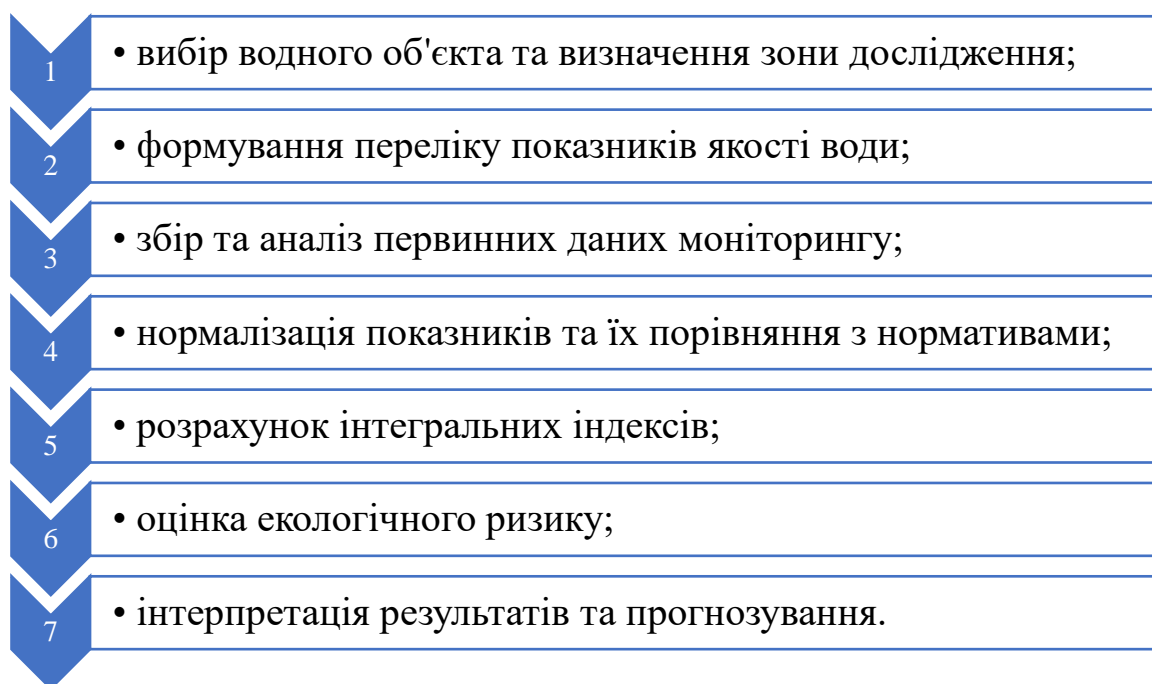 1
• вибір водного об'єкта та визначення зони дослідження;
2
• формування переліку показників якості води;
3
• збір та аналіз первинних даних моніторингу;
4
• нормалізація показників та їх порівняння з нормативами;
5
• розрахунок інтегральних індексів;
6
• оцінка екологічного ризику;
7
• інтерпретація результатів та прогнозування.